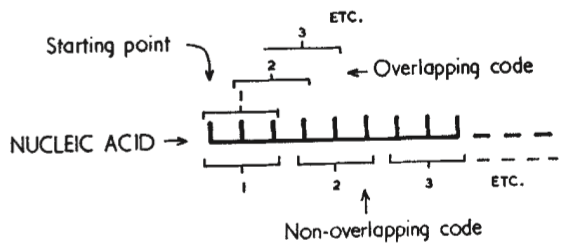 ETC.
3
Starting point
2
← Overlapping code
1
NUCLEIC ACID →
1 2 3 ETC.
Non-overlapping code